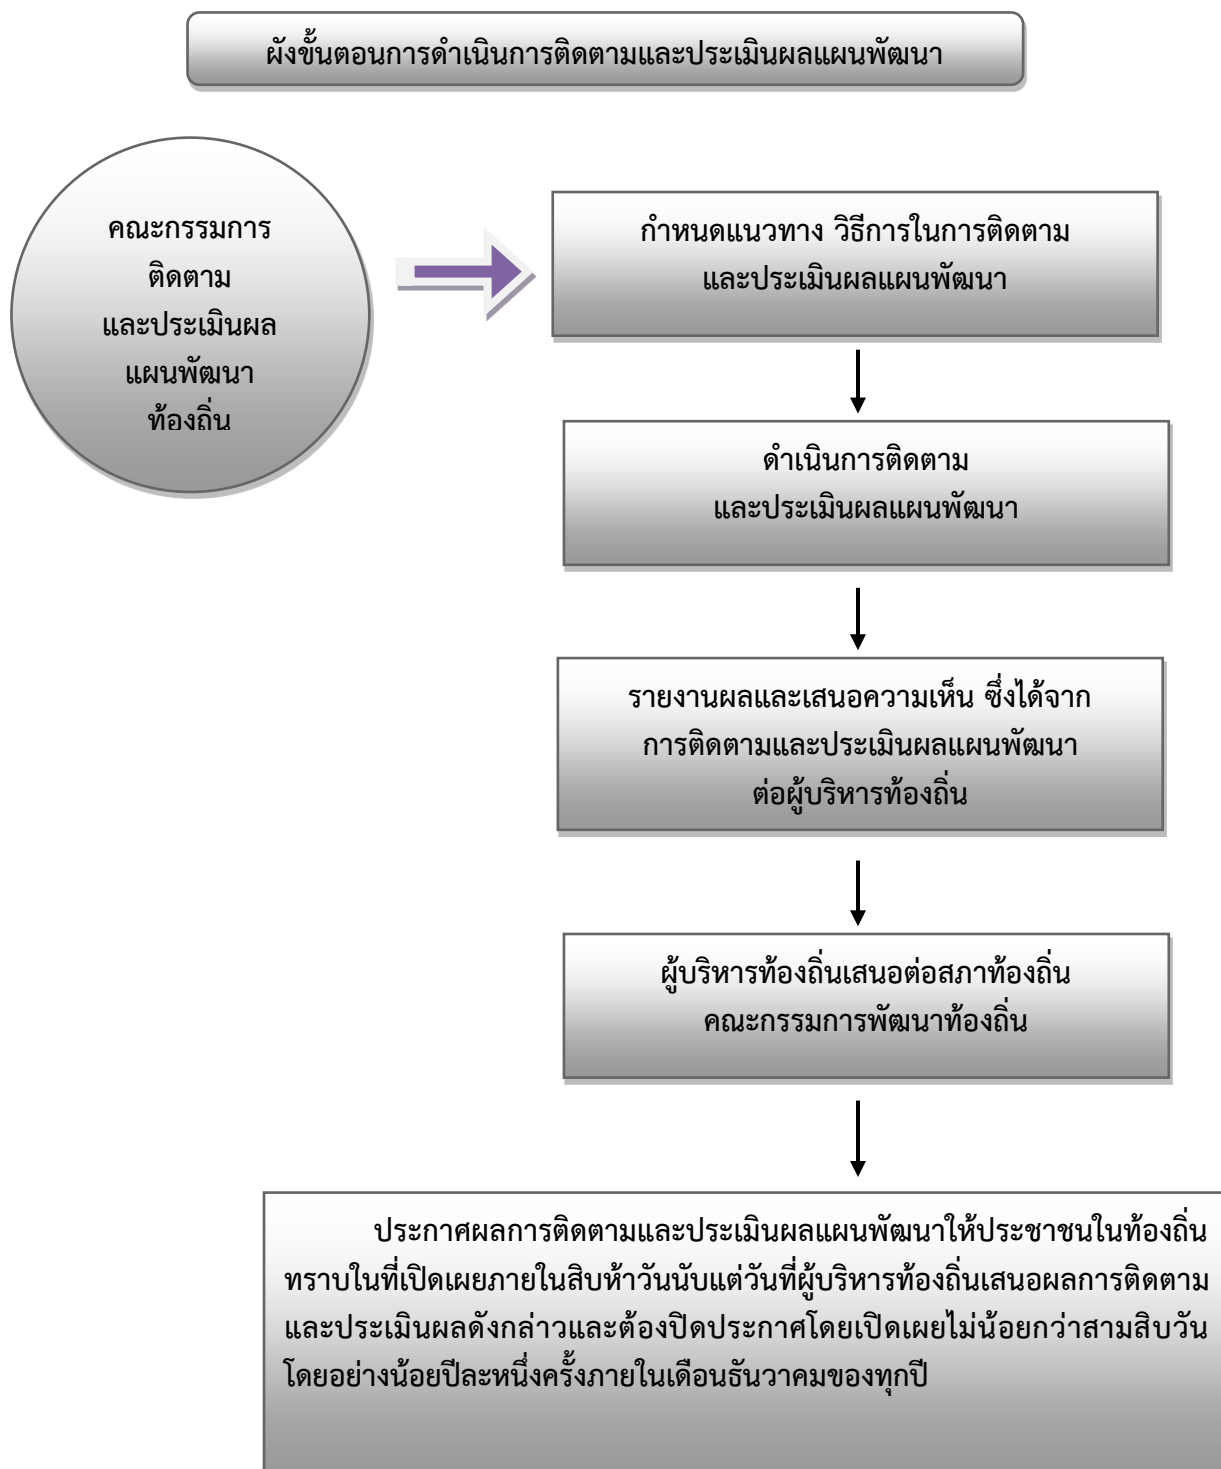 ผังขั้นตอนการดำเนินการติดตามและประเมินผลแผนพัฒนา
คณะกรรมการ
ติดตาม
และประเมินผล
แผนพัฒนา
ท้องถิ่น
กำหนดแนวทาง วิธีการในการติดตาม
และประเมินผลแผนพัฒนา
ดำเนินการติดตาม
และประเมินผลแผนพัฒนา
รายงานผลและเสนอความเห็น ซึ่งได้จาก
การติดตามและประเมินผลแผนพัฒนา
ต่อผู้บริหารท้องถิ่น
ผู้บริหารท้องถิ่นเสนอต่อสภาท้องถิ่น
คณะกรรมการพัฒนาท้องถิ่น
ประกาศผลการติดตามและประเมินผลแผนพัฒนาให้ประชาชนในท้องถิ่น
ทราบในที่เปิดเผยภายในสิบห้าวันนับแต่วันที่ผู้บริหารท้องถิ่นเสนอผลการติดตาม
และประเมินผลดังกล่าวและต้องปิดประกาศโดยเปิดเผยไม่น้อยกว่าสามสิบวัน
โดยอย่างน้อยปีละหนึ่งครั้งภายในเดือนธันวาคมของทุกปี